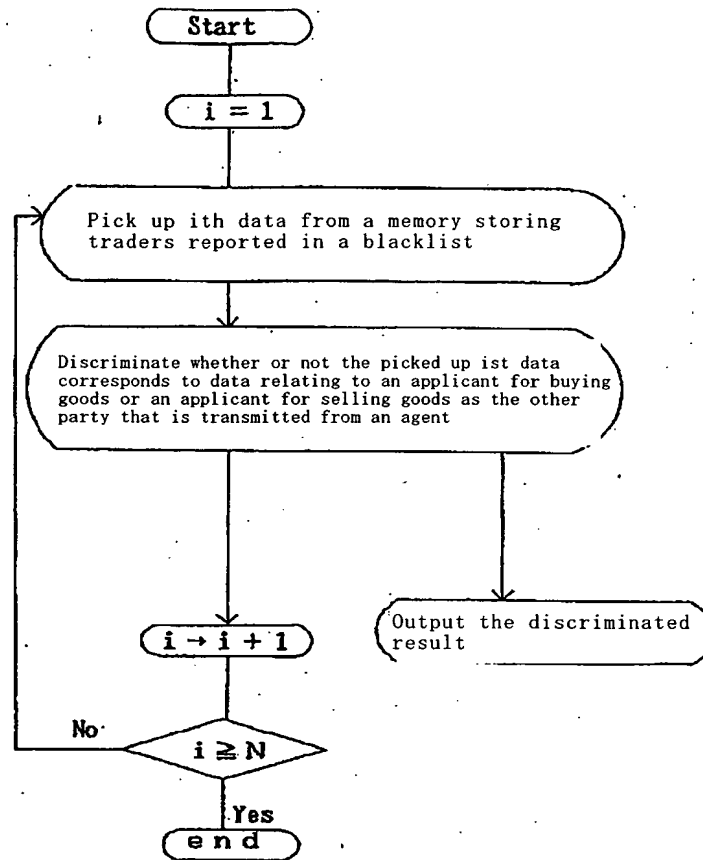 Start
i = 1
Pick up ith data from a memory storing
traders reported in a blacklist
Discriminate whether or not the picked up ist data
corresponds to data relating to an applicant for buying
goods or an applicant for selling goods as the other
party that is transmitted from an agent
i → i + 1
Output the discriminated
result
No
i ≧ N
Yes
end